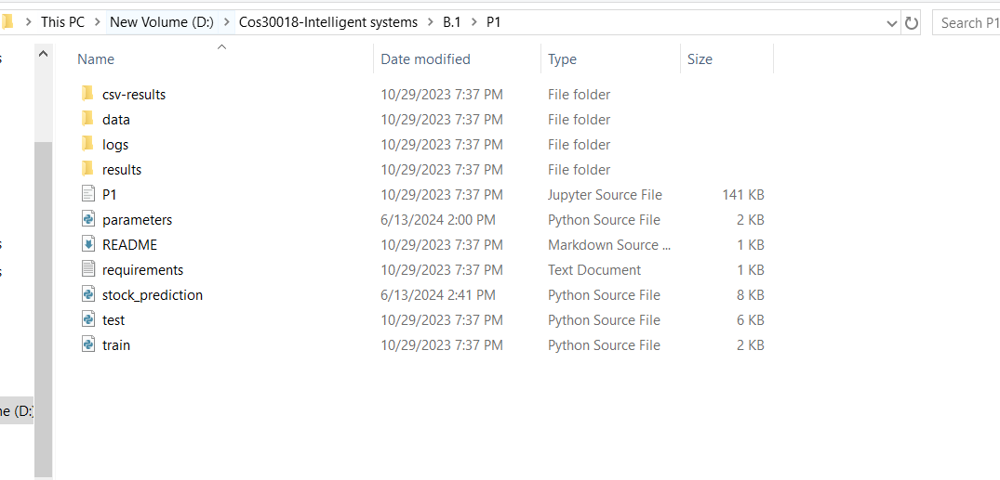 This PC > New Volume (D:) > Cos30018-Intelligent systems > B.1 > P1 Search P1
Name Date modified Type Size
csv-results 10/29/2023 7:37 PM File folder
data 10/29/2023 7:37 PM File folder
logs 10/29/2023 7:37 PM File folder
results 10/29/2023 7:37 PM File folder
P1 10/29/2023 7:37 PM Jupyter Source File 141 KB
parameters 6/13/2024 2:00 PM Python Source File 2 KB
README 10/29/2023 7:37 PM Markdown Source ... 1 KB
requirements 10/29/2023 7:37 PM Text Document 1 KB
stock_prediction 6/13/2024 2:41 PM Python Source File 8 KB
test 10/29/2023 7:37 PM Python Source File 6 KB
train 10/29/2023 7:37 PM Python Source File 2 KB
(D:)